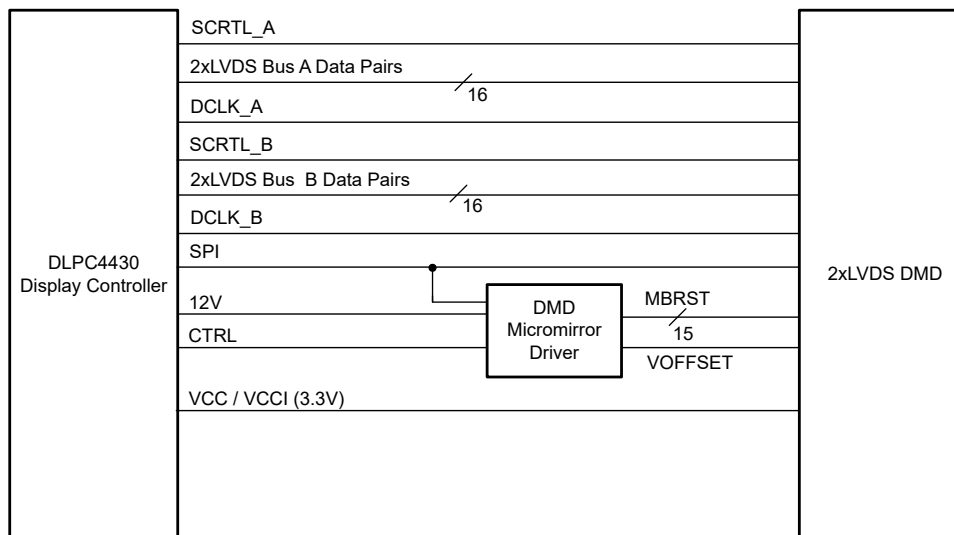 SCRTL_A
2xLVDS Bus A Data Pairs
16
DCLK_A
SCRTL_B
2xLVDS Bus B Data Pairs
16
DCLK_B
SPI
DLPC4430
Display Controller
2xLVDS DMD
12V
CTRL
DMD
Micromirror
Driver
MBRST
15
VOFFSET
VCC / VCCI (3.3V)